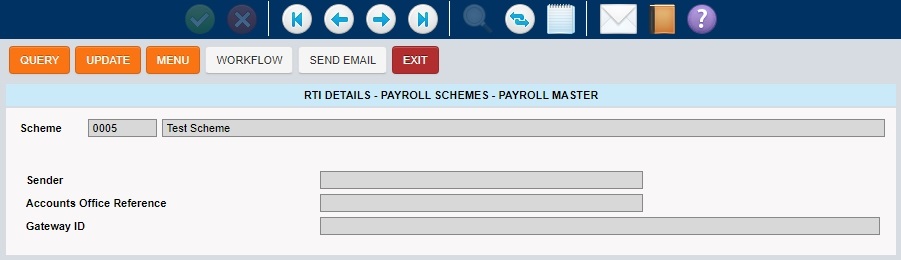 QUERY UPDATE MENU WORKFLOW SEND EMAIL EXIT
RTI DETAILS - PAYROLL SCHEMES - PAYROLL MASTER
Scheme 0005 Test Scheme
Sender
Accounts Office Reference
Gateway ID